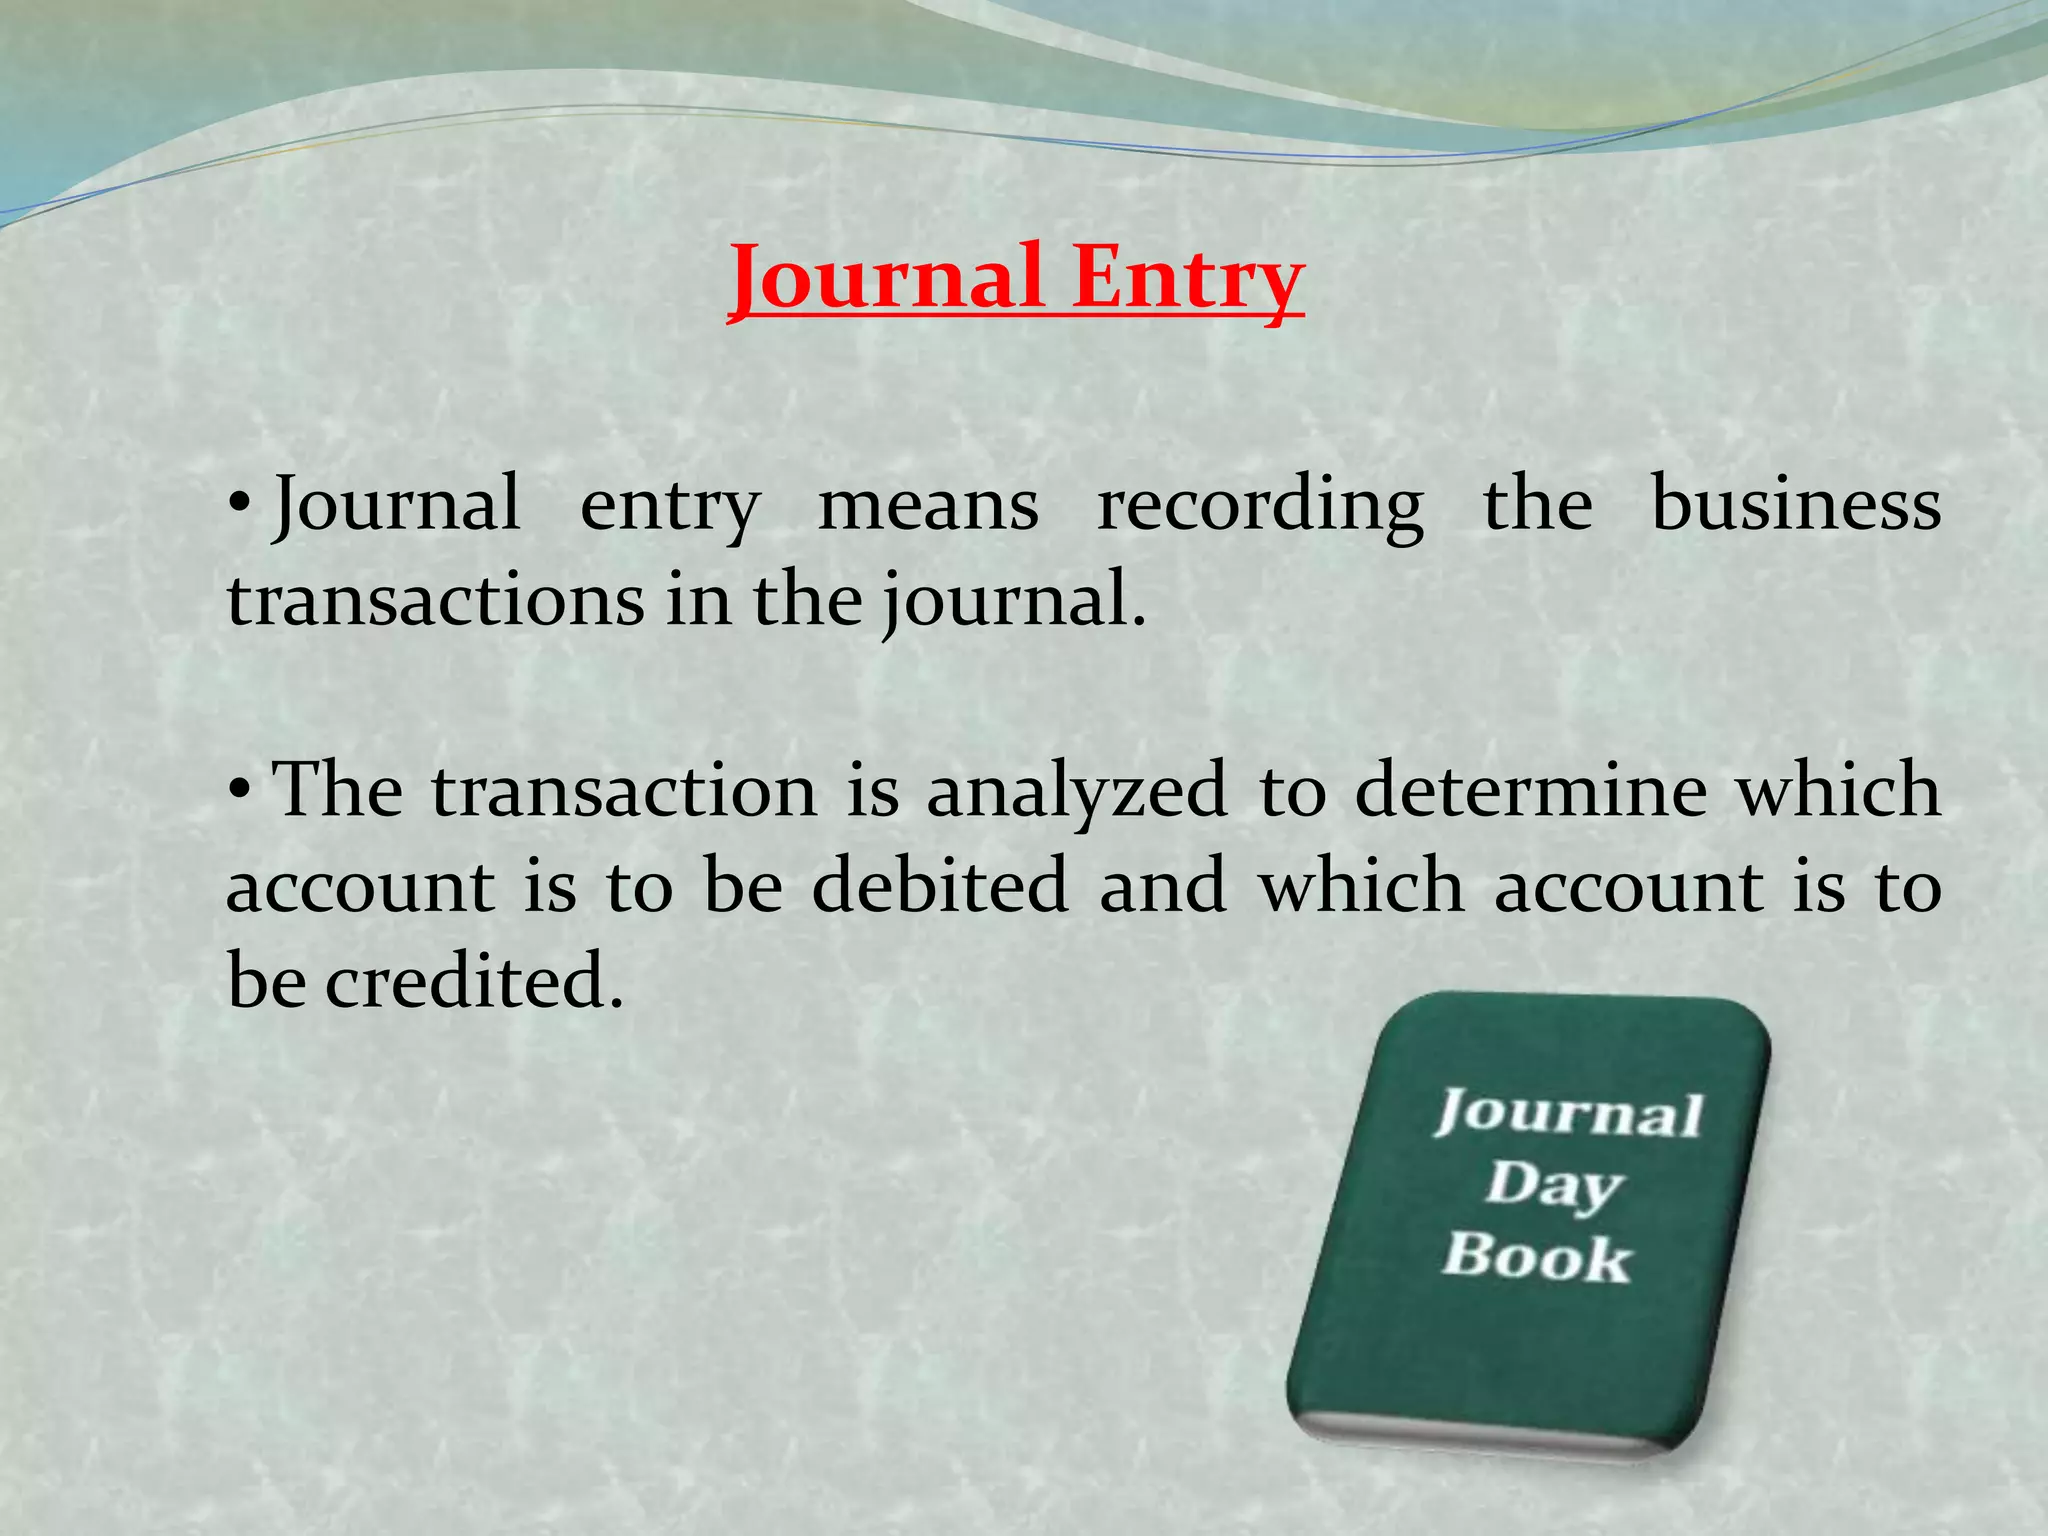 Journal Entry
• Journal entry means recording the business
transactions in the journal.
• The transaction is analyzed to determine which
account is to be debited and which account is to
be credited.
Journal
Day
Book